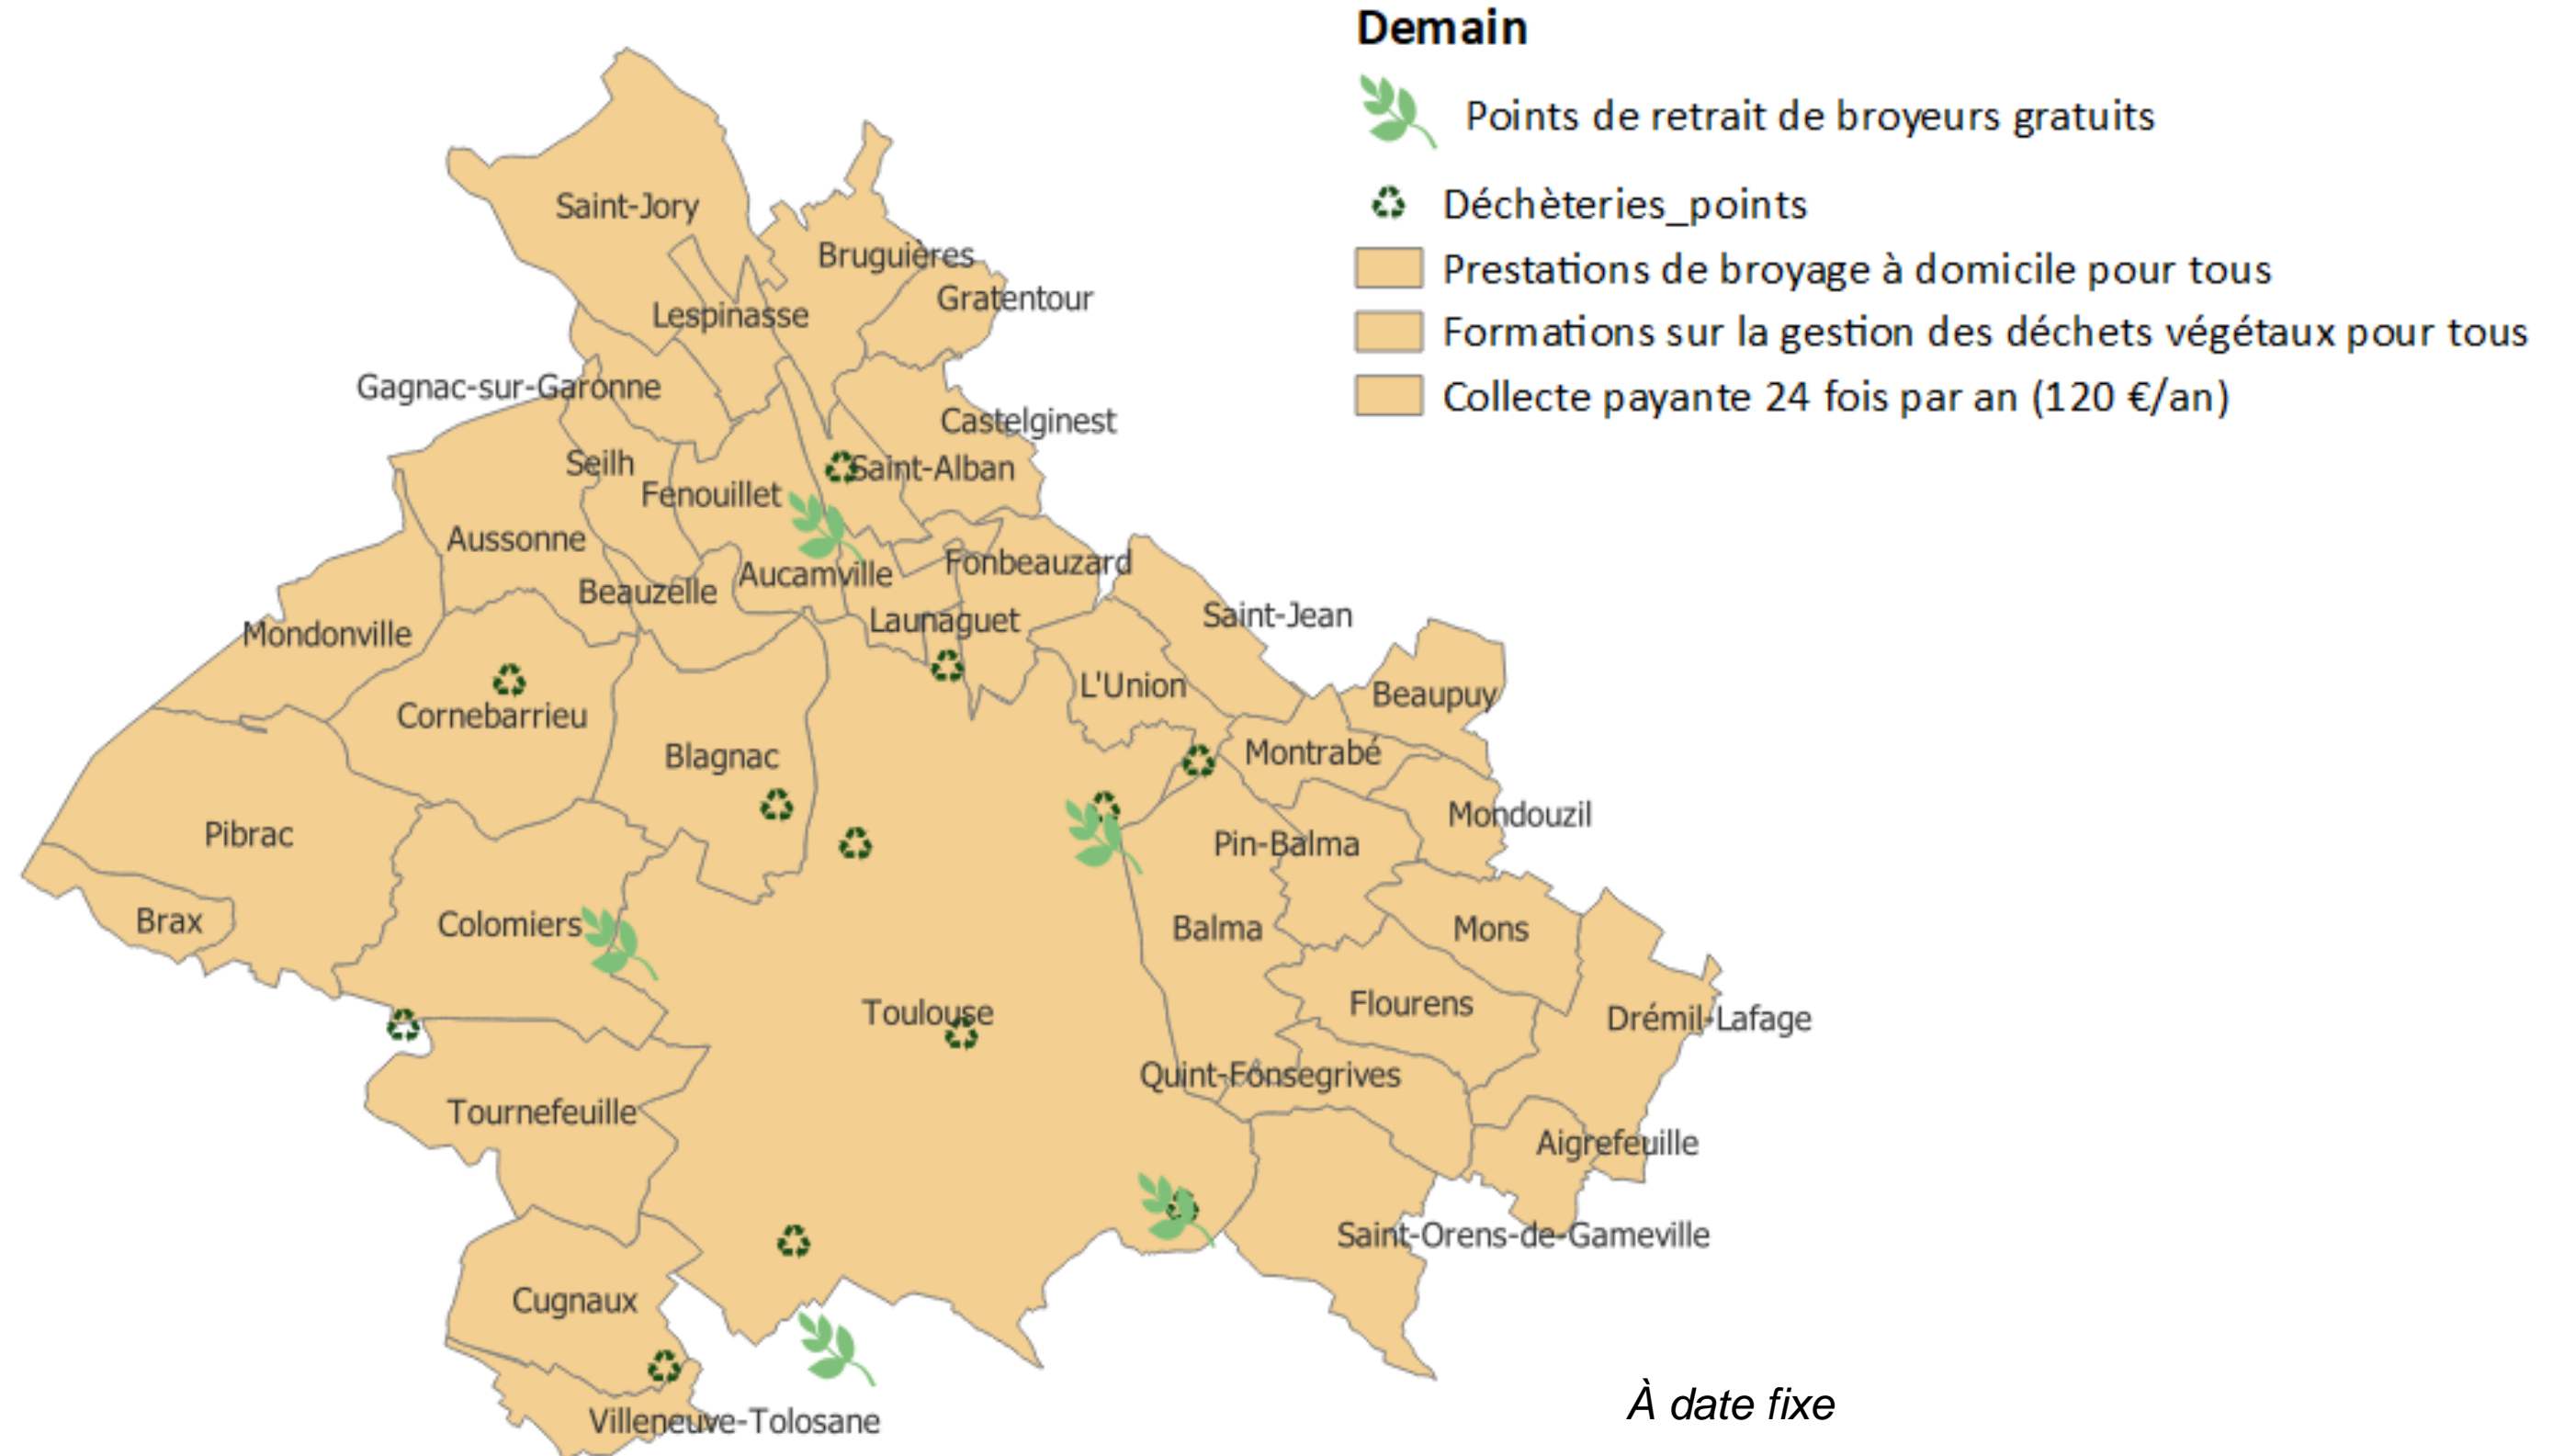 Demain
Points de retrait de broyeurs gratuits
Déchèteries_points
Prestations de broyage à domicile pour tous
Formations sur la gestion des déchets végétaux pour tous
Collecte payante 24 fois par an (120 €/an)
Saint-Jory
Bruguières
Gratentour
Lespinasse
Gagnac-sur-Garonne
Castelginest
Seilh
Saint-Alban
Fenouillet
Aussonne
Fonbeauzard
Aucamville
Beauzelle
Saint-Jean
Launaguet
Mondonville
L'Union
Beaupuy
Cornebarrieu
Montrabé
Blagnac
Mondouzil
Pibrac
Pin-Balma
Brax
Colomiers
Balma
Mons
Flourens
Toulouse
Drémil-Lafage
Quint-Fonsegrives
Tournefeuille
Aigrefeuille
Saint-Orens-de-Gameville
Cugnaux
À date fixe
Villeneuve-Tolosane